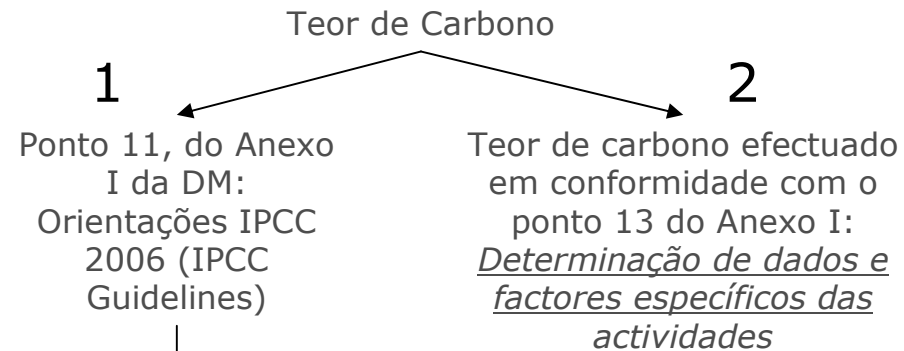 Teor de Carbono
1
2
Ponto 11, do Anexo
I da DM:
Orientações IPCC
2006 (IPCC
Guidelines)
Teor de carbono efectuado
em conformidade com o
ponto 13 do Anexo I:
Determinação de dados e
factores específicos das
actividades